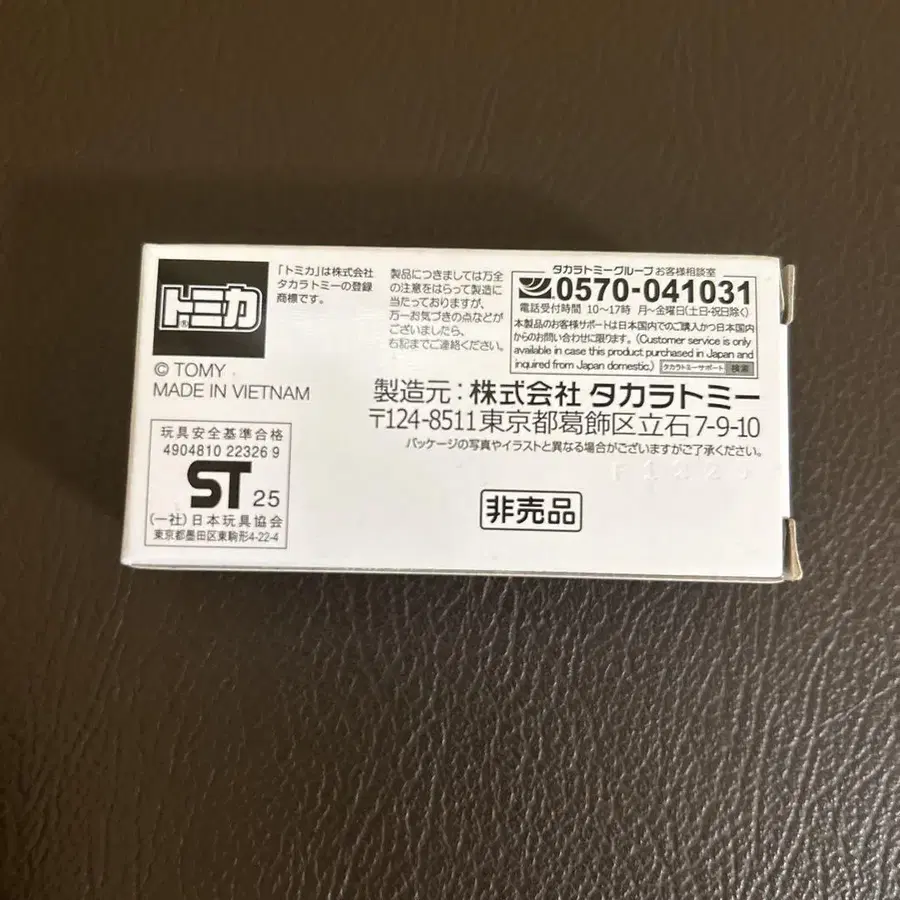 トミカ®
「トミカ」は株式会社
タカラトミーの登録
商標です。
製品につきましては万全
の注意をはらって製造に
当たっておりますが、
万一お気づきの点などが
ございましたら、
右記までご連絡ください。
タカラトミーグループ お客様相談室
0570-041031
電話受付時間 10〜17時 月〜金曜日(土日・祝日除く)
本製品のお客様サポートは日本国内でのご購入かつ日本国内
からのお問い合わせに限ります。(Customer service is only
available in case this product purchased in Japan and
inquired from Japan domestic.) タカラトミーサポート 検索
© TOMY
MADE IN VIETNAM
製造元：株式会社 タカラトミー
〒124-8511東京都葛飾区立石7-9-10
パッケージの写真やイラストと異なる場合がございますがご了承ください。
玩具安全基準合格
4904810 22326 9
ST 25
(一社)日本玩具協会
東京都墨田区東駒形4-22-4
非売品